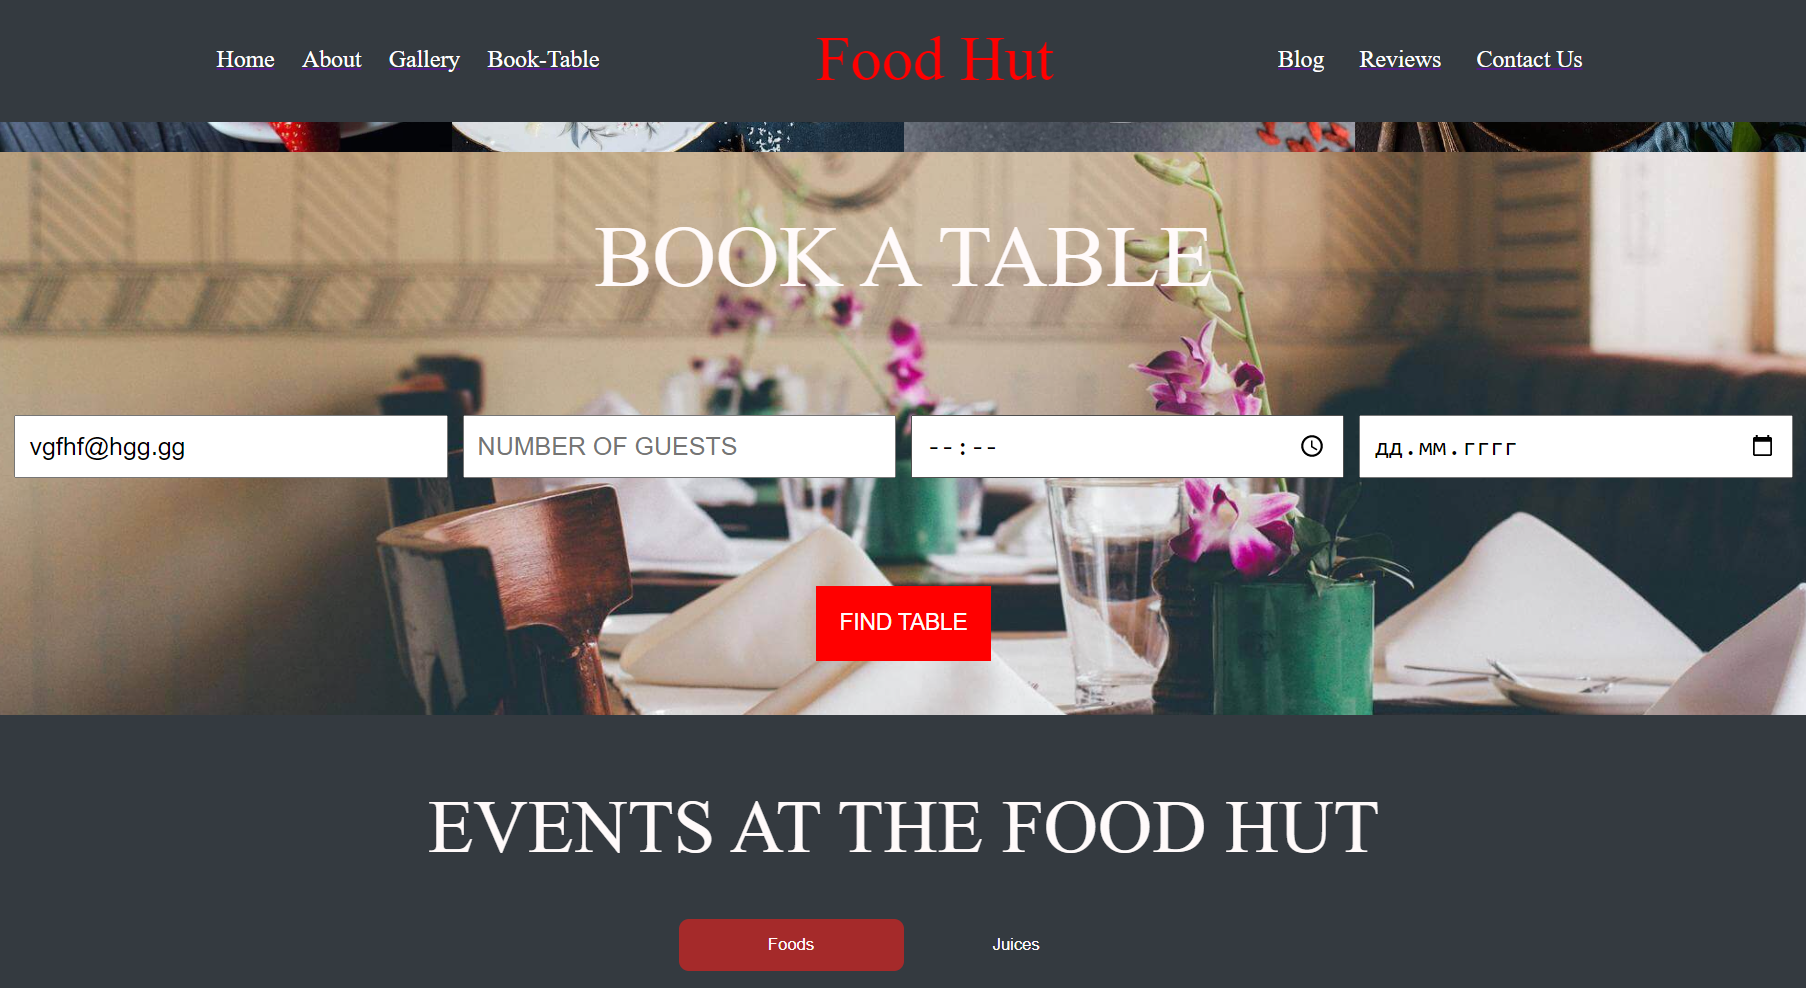 Home About Gallery Book-Table Food Hut Blog Reviews Contact Us
BOOK A TABLE
vgfhf@hgg.gg NUMBER OF GUESTS --:-- дд.мм.гггг
FIND TABLE
EVENTS AT THE FOOD HUT
Foods Juices